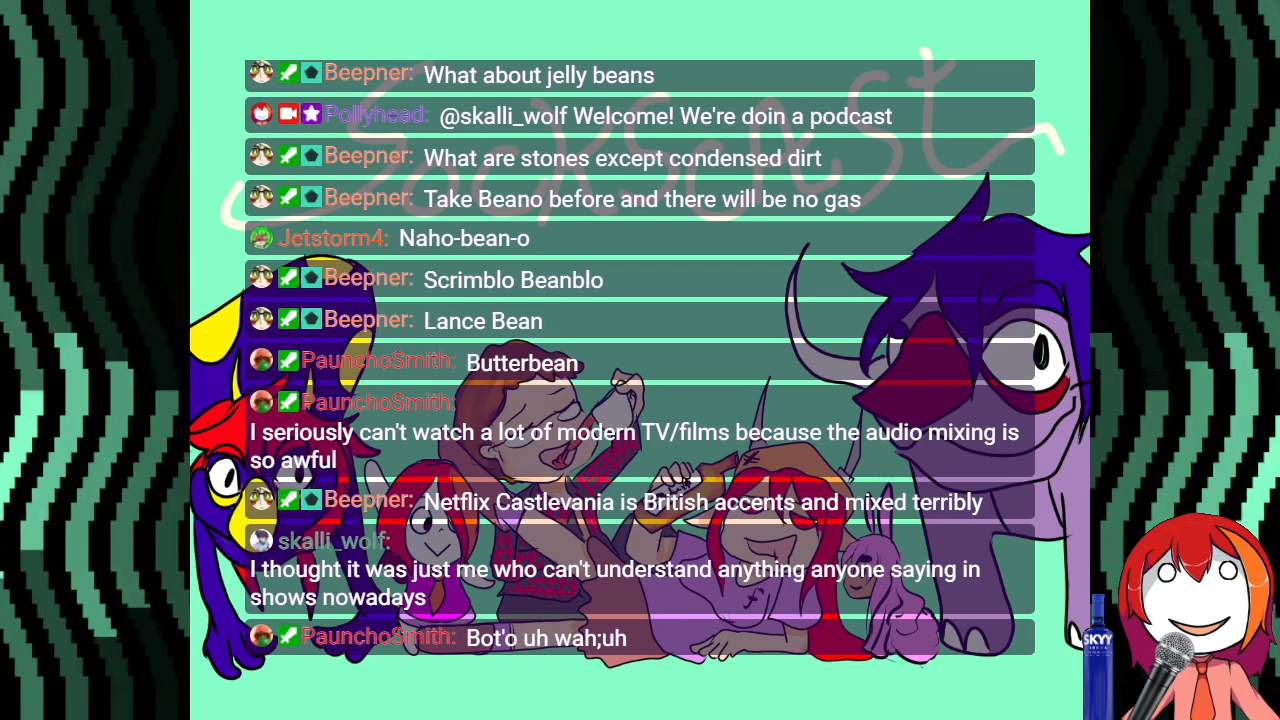 Sockscast
Beepner: What about jelly beans
Pollyhead: @skalli_wolf Welcome! We're doin a podcast
Beepner: What are stones except condensed dirt
Beepner: Take Beano before and there will be no gas
Jetstorm4: Naho-bean-o
Beepner: Scrimblo Beanblo
Beepner: Lance Bean
PaunchoSmith: Butterbean
PaunchoSmith:
I seriously can't watch a lot of modern TV/films because the audio mixing is
so awful
Beepner: Netflix Castlevania is British accents and mixed terribly
skalli_wolf:
I thought it was just me who can't understand anything anyone saying in
shows nowadays
PaunchoSmith: Bot'o uh wah;uh
SKYY